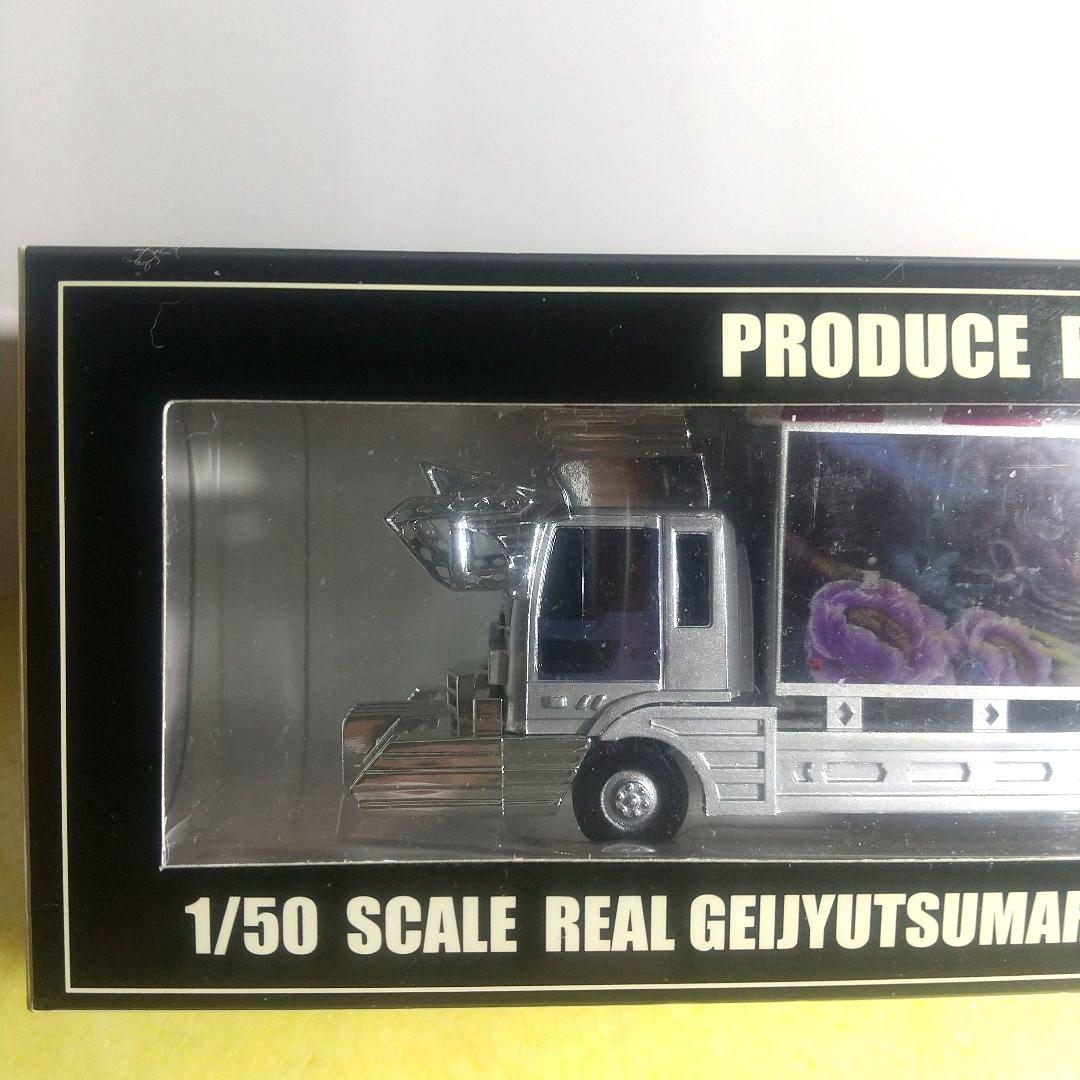 PRODUCE
1/50 SCALE REAL GEIJYUTSUMA